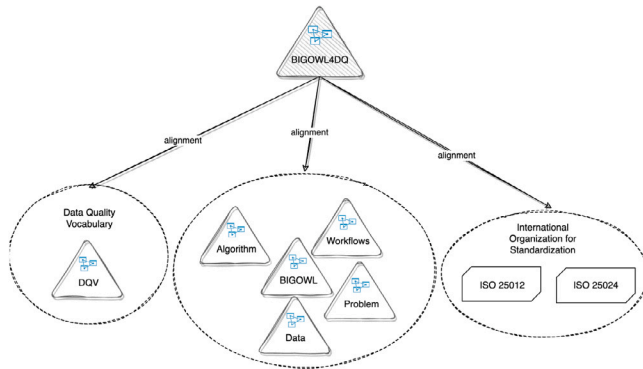 BIGOWL4DQ
alignment
alignment
alignment
Data Quality
Vocabulary
DQV
Algorithm
Workflows
BIGOWL
Problem
Data
International
Organization for
Standardization
ISO 25012
ISO 25024